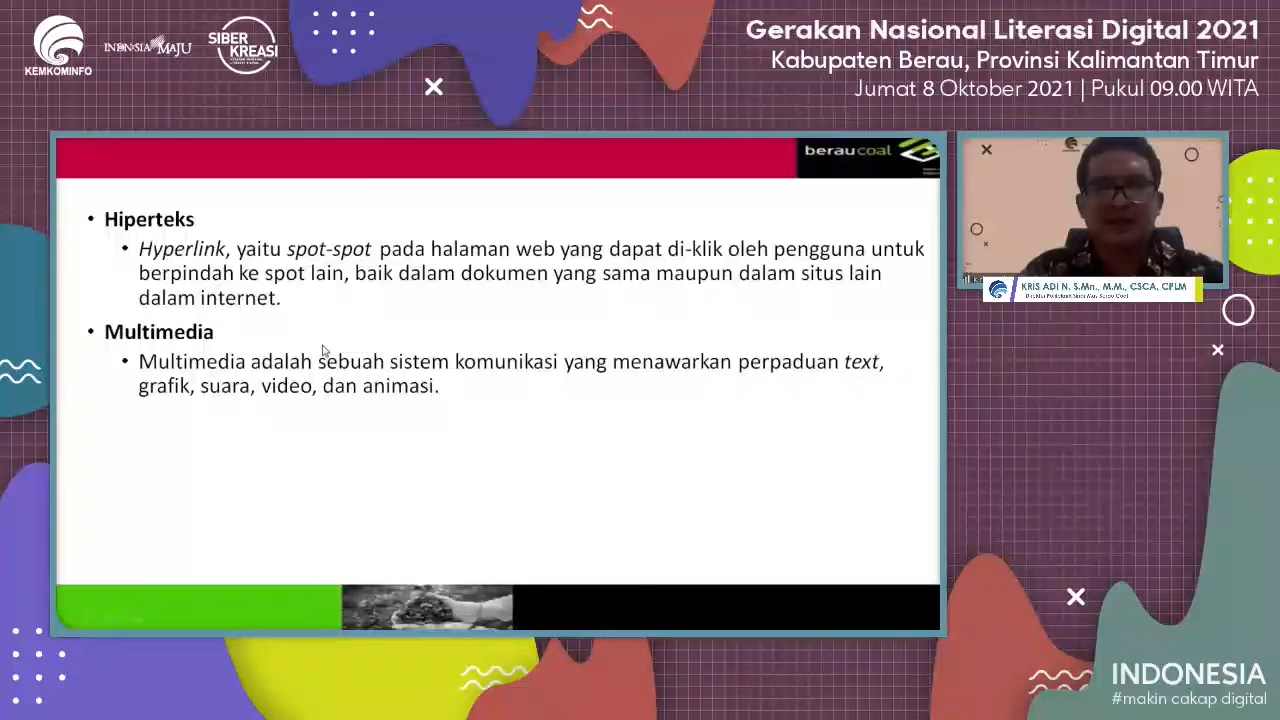 KEMKOMINFO
INDONESIA MAJU
SIBER
KREASI
Gerakan Nasional Literasi Digital 2021
Kabupaten Berau, Provinsi Kalimantan Timur
Jumat 8 Oktober 2021 | Pukul 09.00 WITA
beraucoal
• Hiperteks
• Hyperlink, yaitu spot-spot pada halaman web yang dapat di-klik oleh pengguna untuk
berpindah ke spot lain, baik dalam dokumen yang sama maupun dalam situs lain
dalam internet.
• Multimedia
• Multimedia adalah sebuah sistem komunikasi yang menawarkan perpaduan text,
grafik, suara, video, dan animasi.
KRIS ADI N. S.Mn., M.M., CSCA, CPLM
INDONESIA
#makin cakap digital